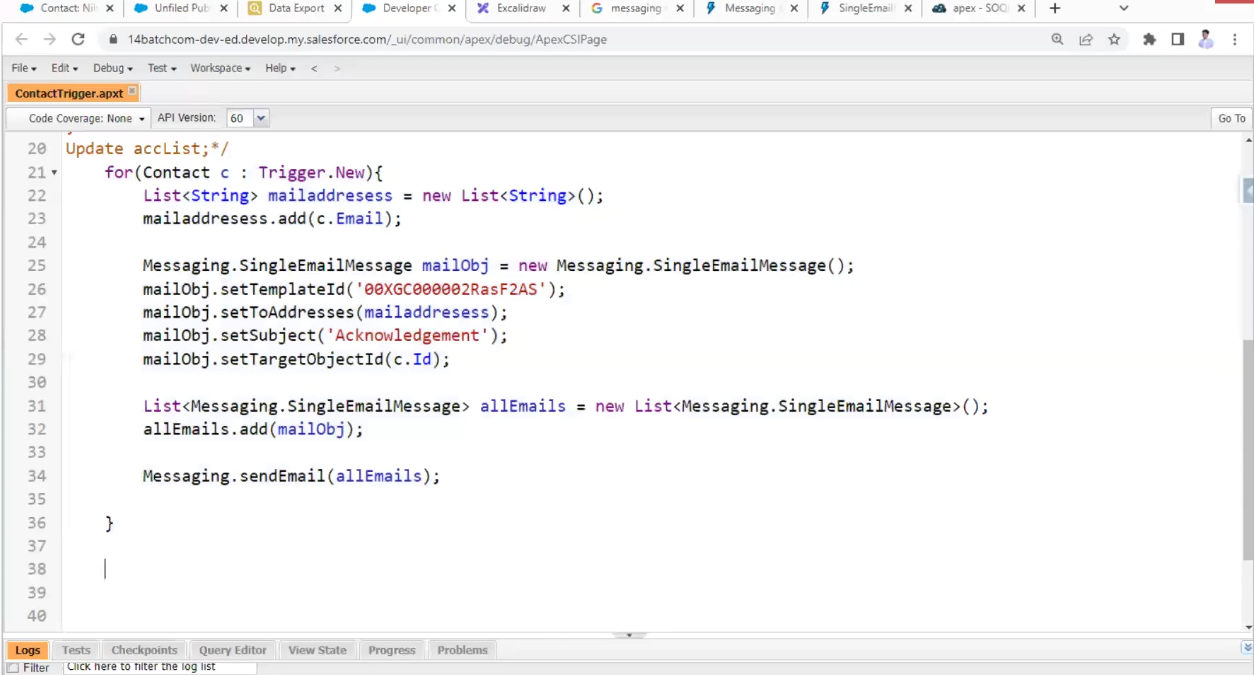 Contact: Ni
Unfiled Pu
Data Export
Developer C
Excalidraw
messaging
Messaging
SingleEmail
apex - SOQ
14batchcom-dev-ed.develop.my.salesforce.com/_ui/common/apex/debug/ApexCSIPage
File Edit Debug Test Workspace Help < >
ContactTrigger.apxt
Code Coverage: None API Version: 60 Go To
20 Update accList;*/
21 for(Contact c : Trigger.New){
22 List<String> mailaddresess = new List<String>();
23 mailaddresess.add(c.Email);
24
25 Messaging.SingleEmailMessage mailObj = new Messaging.SingleEmailMessage();
26 mailObj.setTemplateId('00XGC000002RasF2AS');
27 mailObj.setToAddresses(mailaddresess);
28 mailObj.setSubject('Acknowledgement');
29 mailObj.setTargetObjectId(c.Id);
30
31 List<Messaging.SingleEmailMessage> allEmails = new List<Messaging.SingleEmailMessage>();
32 allEmails.add(mailObj);
33
34 Messaging.sendEmail(allEmails);
35
36 }
37
38
39
40
Logs Tests Checkpoints Query Editor View State Progress Problems
Filter Click here to filter the log list